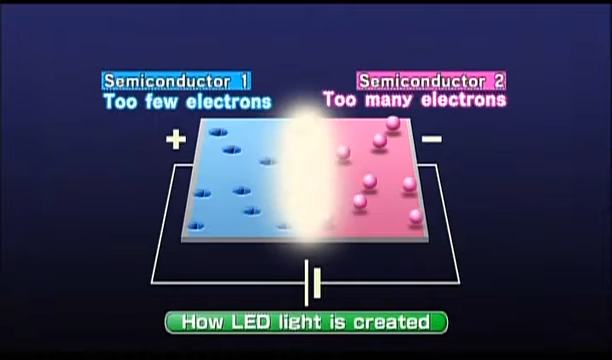 Semiconductor 1
Too few electrons
Semiconductor 2
Too many electrons
+
−
How LED light is created